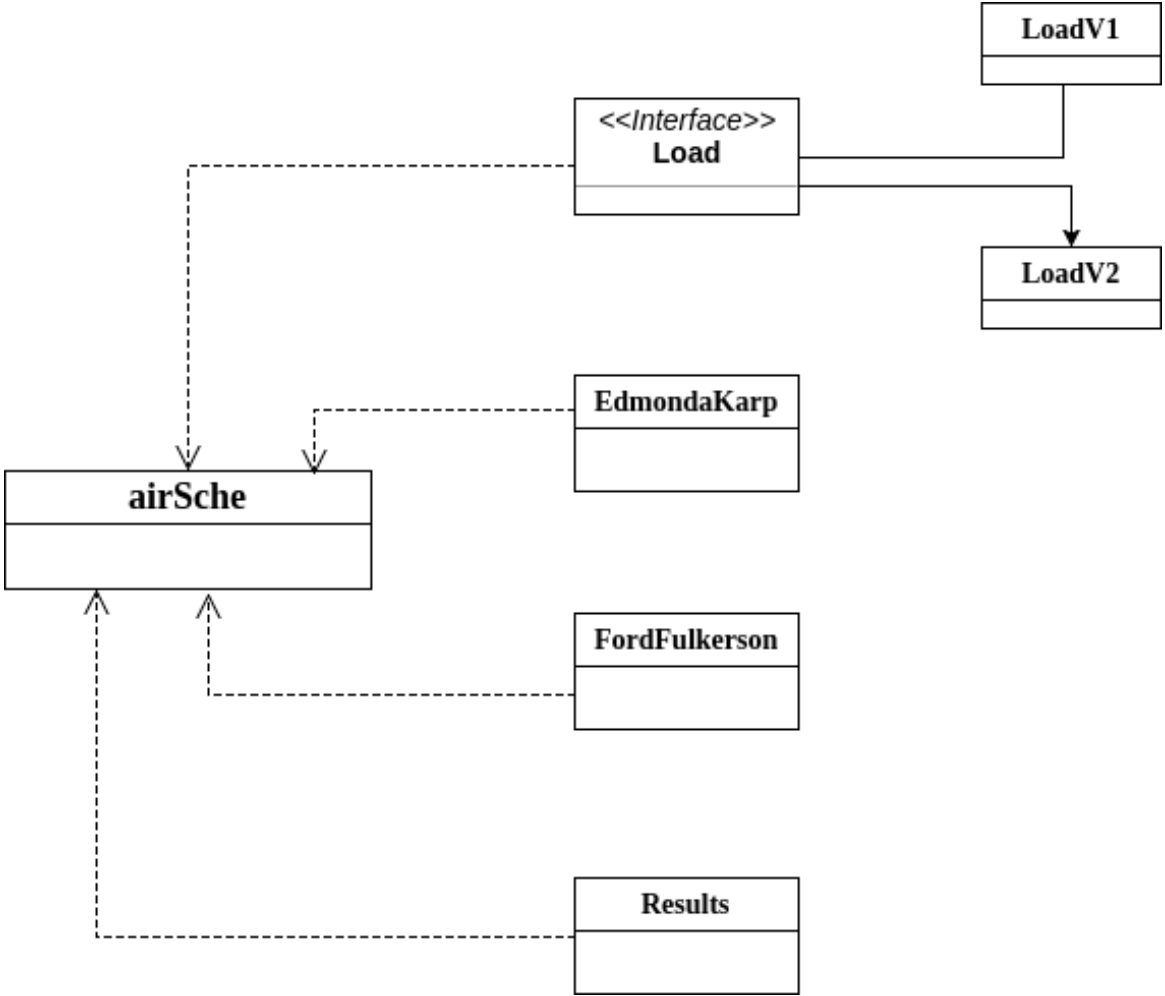 LoadV1
<<Interface>>
Load
LoadV2
EdmondaKarp
airSche
FordFulkerson
Results